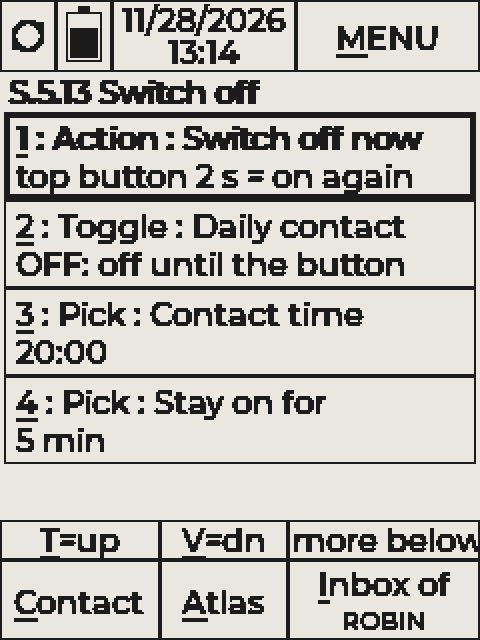 11/28/2026
13:14
MENU
S.5.13 Switch off
1 : Action : Switch off now
top button 2 s = on again
2 : Toggle : Daily contact
OFF: off until the button
3 : Pick : Contact time
20:00
4 : Pick : Stay on for
5 min
T=up
V=dn
more below
Contact
Atlas
Inbox of
ROBIN